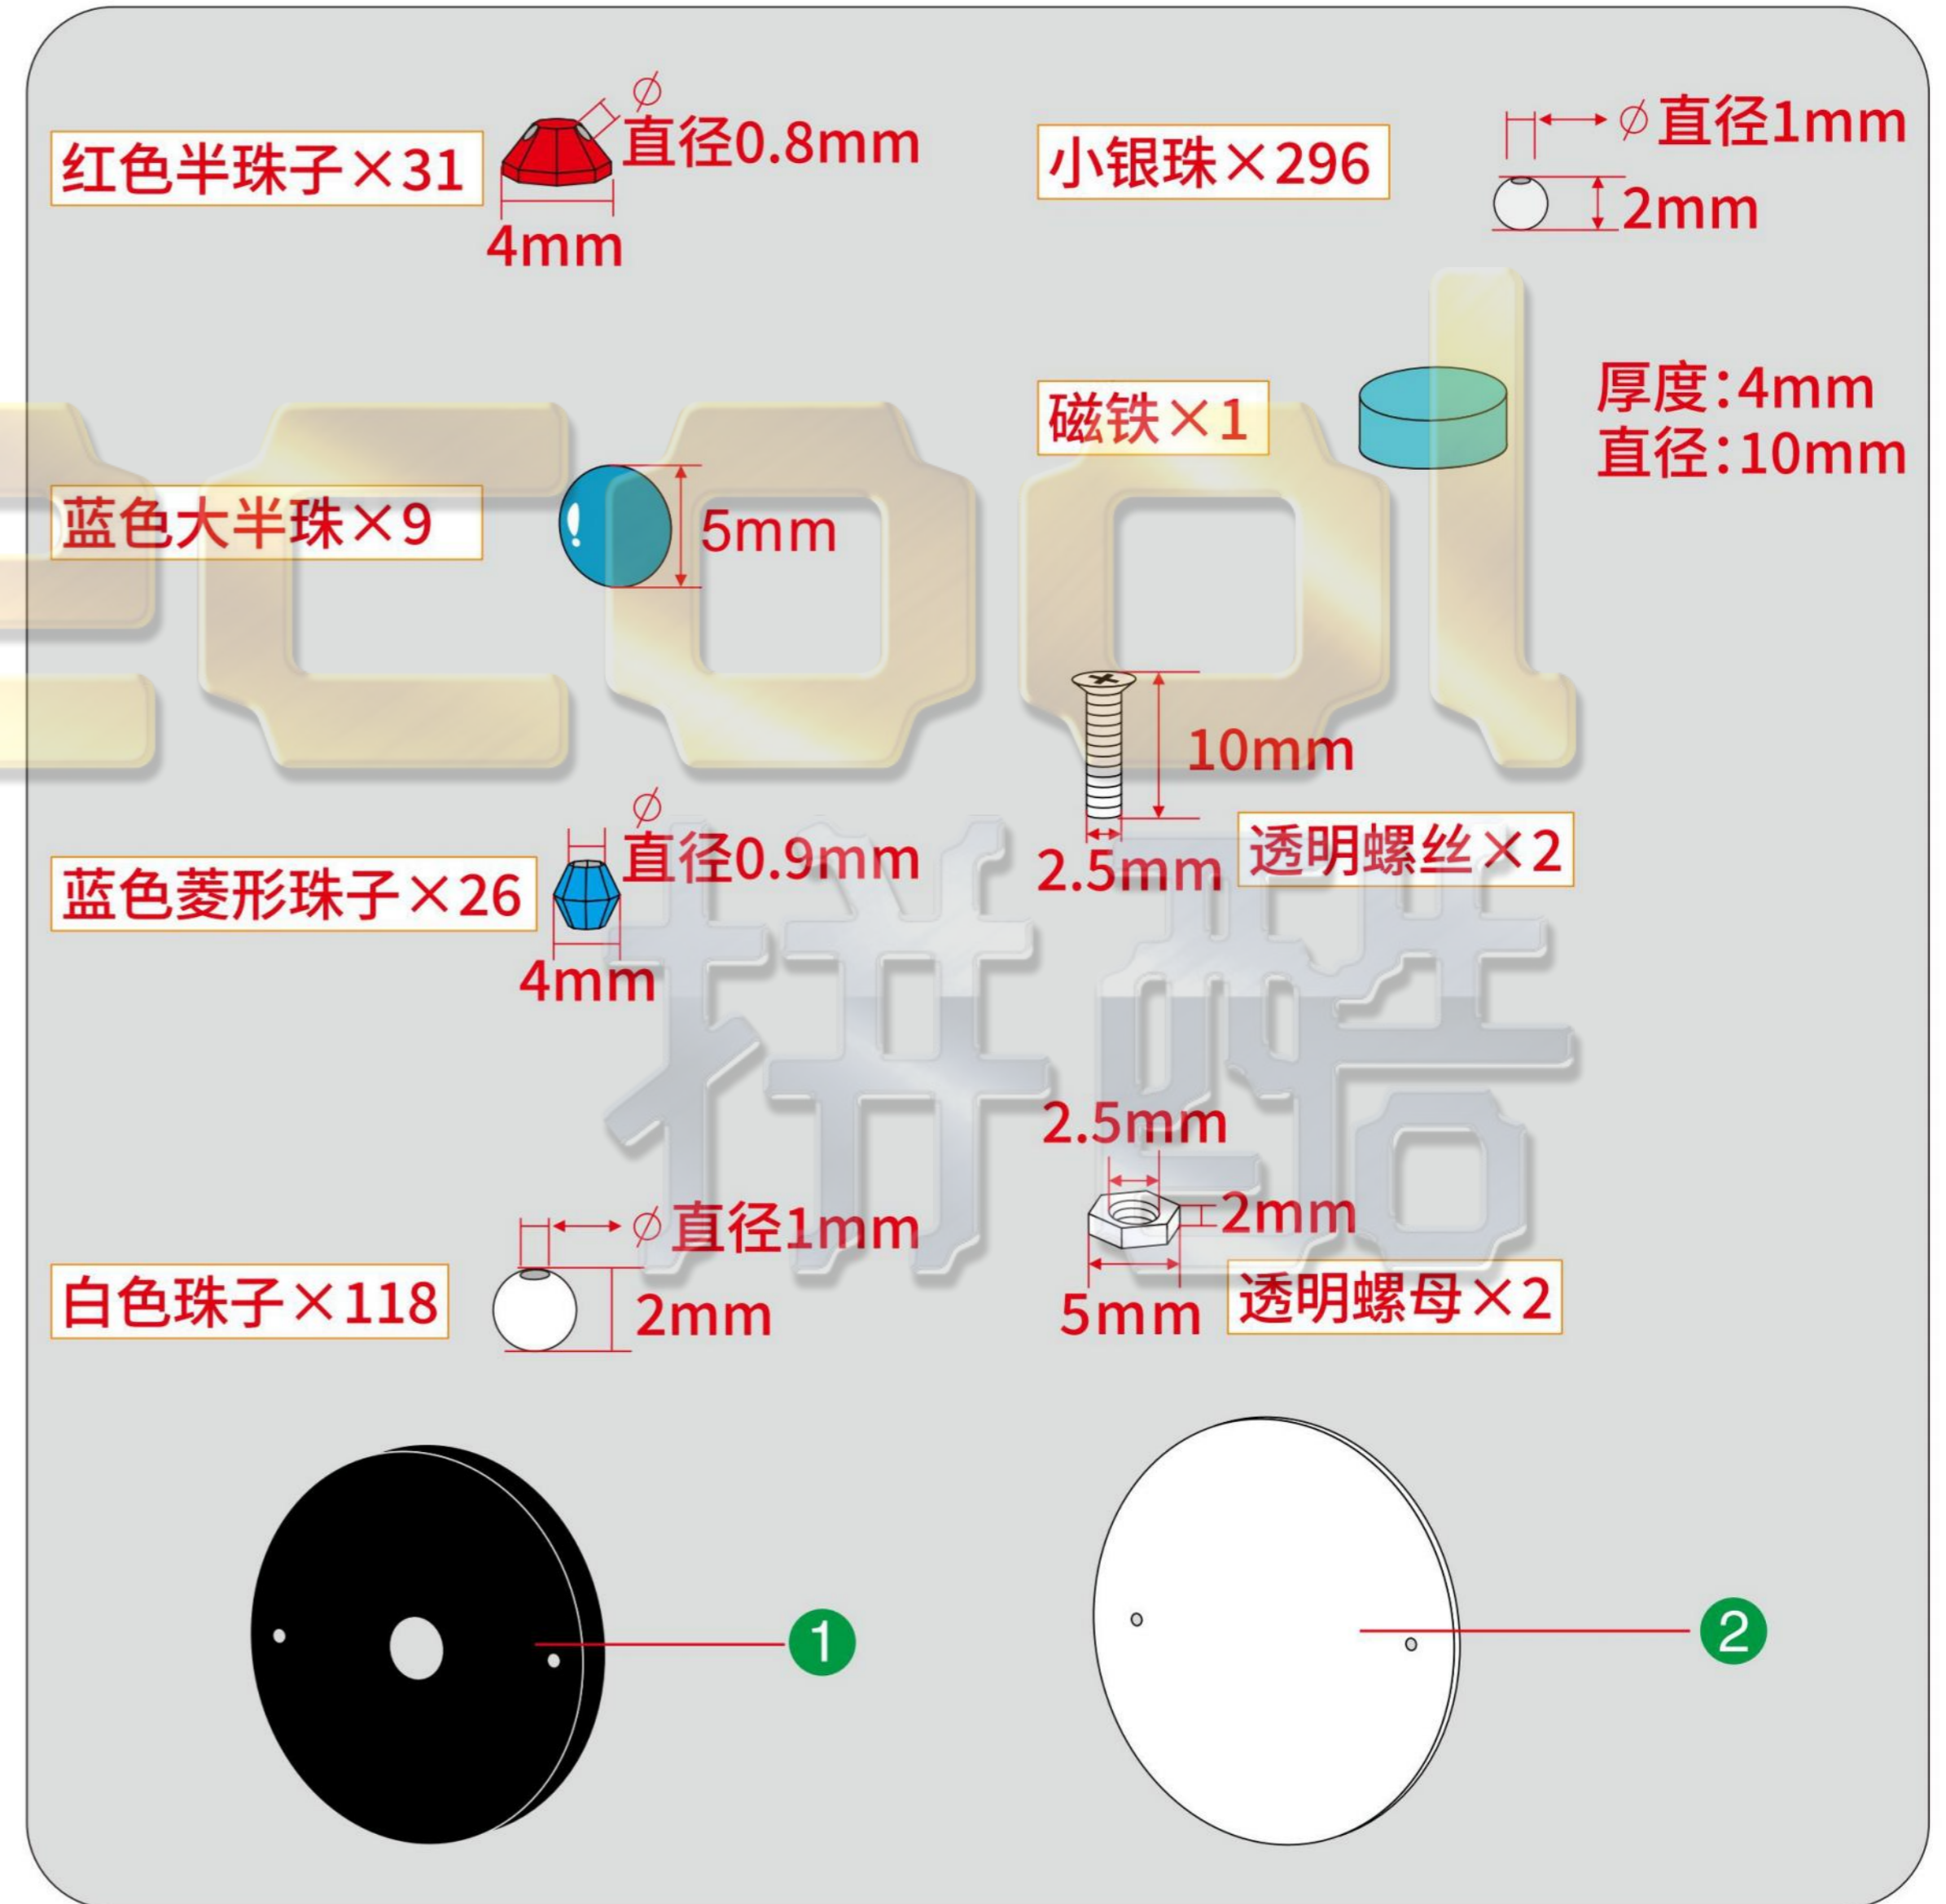 红色半珠子×31
∅
直径0.8mm
4mm
小银珠×296
∅直径1mm
2mm
磁铁×1
厚度:4mm
直径:10mm
蓝色大半珠×9
5mm
10mm
2.5mm
透明螺丝×2
蓝色菱形珠子×26
∅
直径0.9mm
4mm
2.5mm
2mm
5mm
透明螺母×2
白色珠子×118
∅直径1mm
2mm
1
2
ecool
拼酷